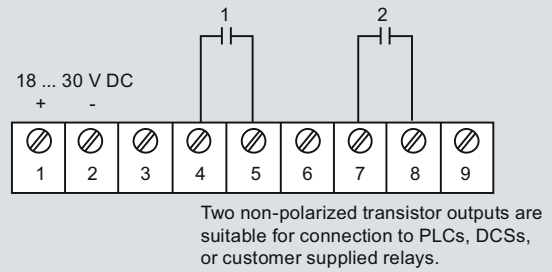 1 2
18 ... 30 V DC
+ -
1 2 3 4 5 6 7 8 9
Two non-polarized transistor outputs are
suitable for connection to PLCs, DCSs,
or customer supplied relays.